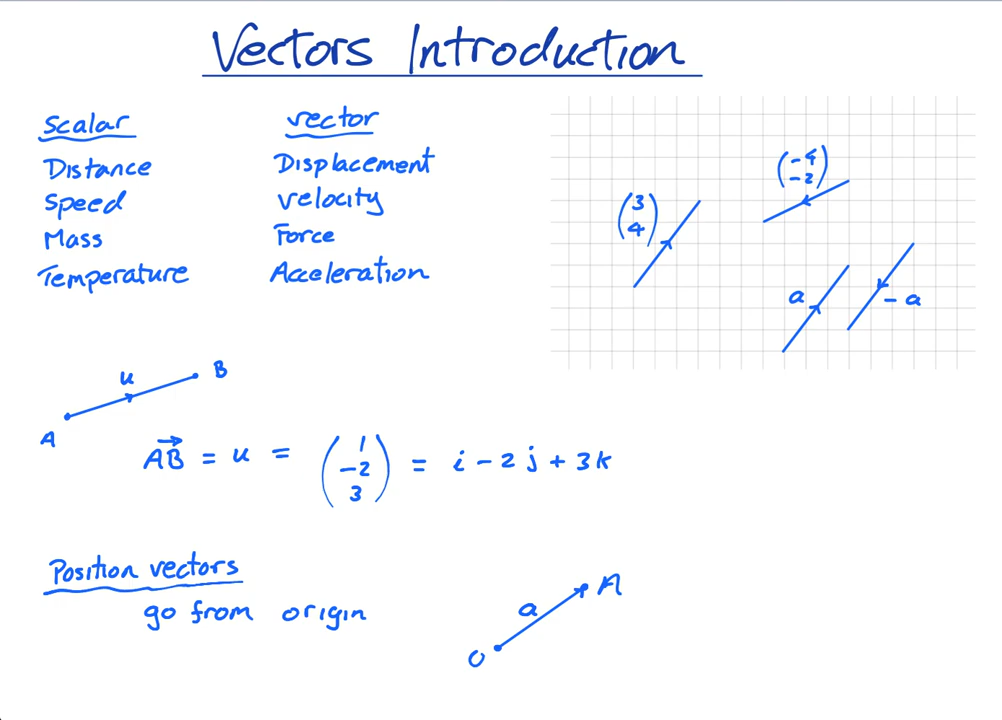 Vectors Introduction
Scalar vector
Distance Displacement
Speed velocity
Mass Force
Temperature Acceleration
(3
4)
(-4
-2)
a
- a
u
A
B
AB = u = (1
-2
3) = i - 2j + 3k
Position vectors
go from origin
a
A
O